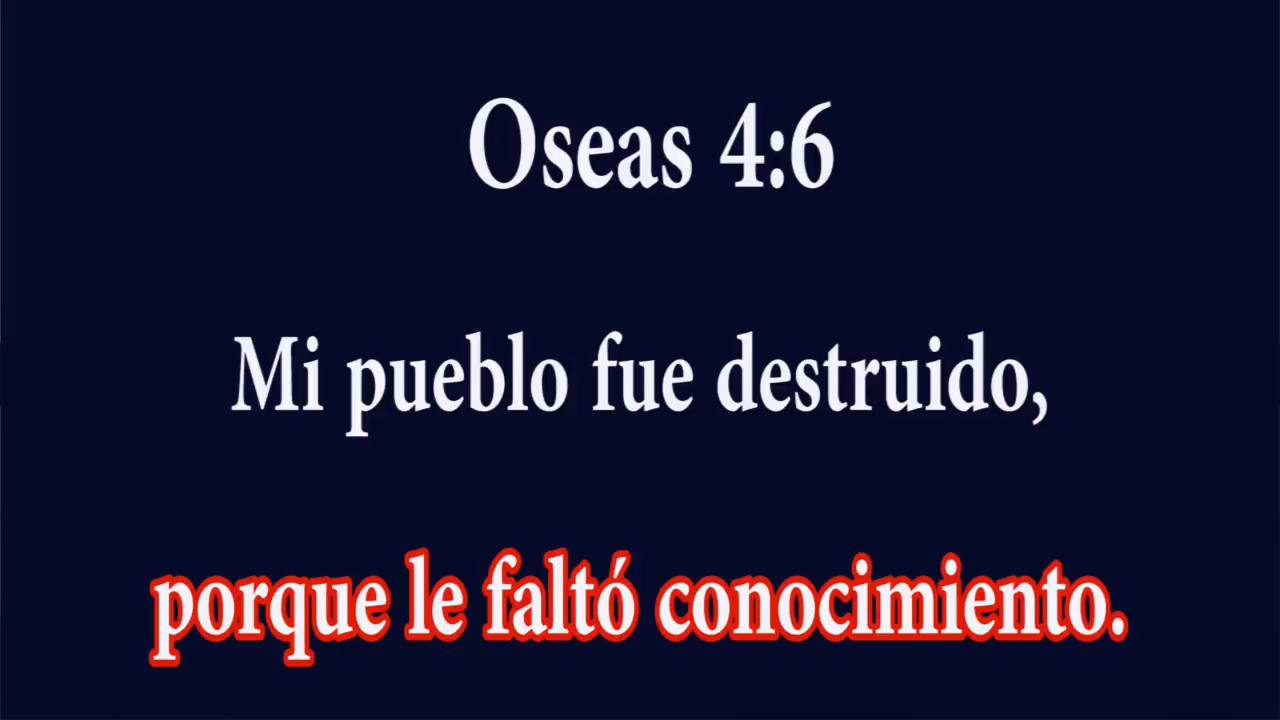 Oseas 4:6
Mi pueblo fue destruido,
porque le faltó conocimiento.